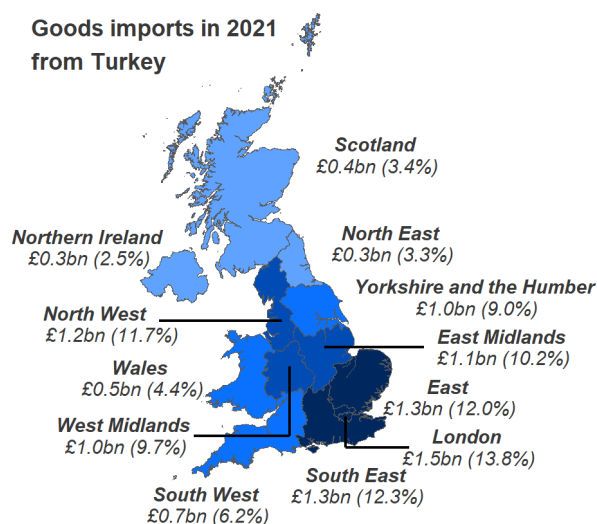 Goods imports in 2021
from Turkey
Scotland
£0.4bn (3.4%)
Northern Ireland
£0.3bn (2.5%)
North East
£0.3bn (3.3%)
Yorkshire and the Humber
£1.0bn (9.0%)
North West
£1.2bn (11.7%)
East Midlands
£1.1bn (10.2%)
Wales
£0.5bn (4.4%)
East
£1.3bn (12.0%)
West Midlands
£1.0bn (9.7%)
London
£1.5bn (13.8%)
South East
£1.3bn (12.3%)
South West
£0.7bn (6.2%)